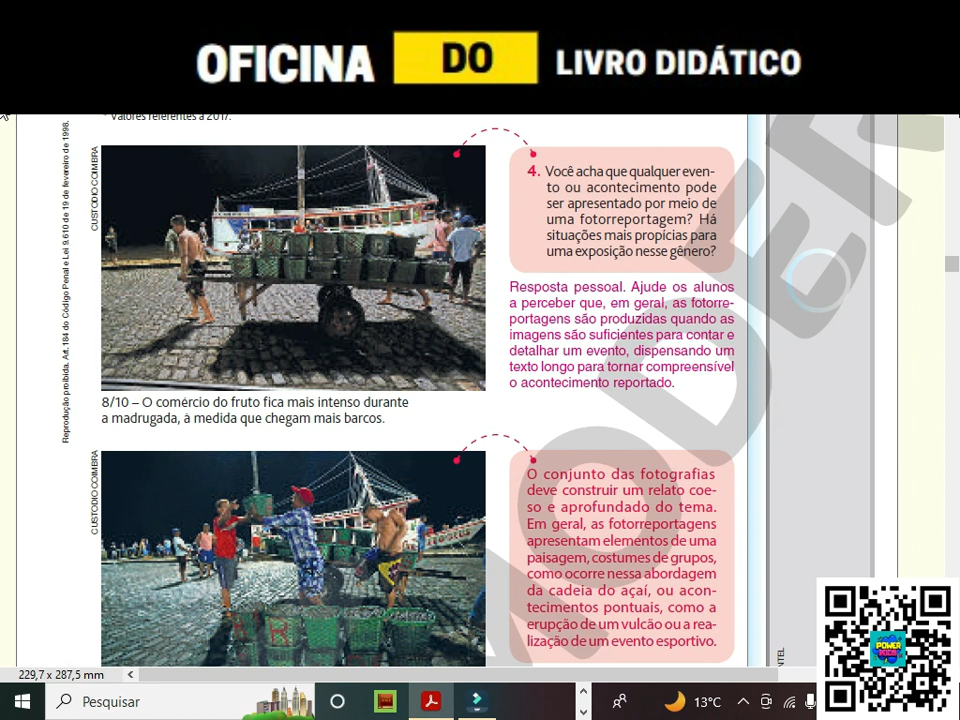 OFICINA DO LIVRO DIDÁTICO
* Valores referentes a 2017.
Reprodução proibida. Art. 184 do Código Penal e Lei 9.610 de 19 de fevereiro de 1998.
CUSTODIO COIMBRA
8/10 – O comércio do fruto fica mais intenso durante
a madrugada, à medida que chegam mais barcos.
CUSTODIO COIMBRA
4. Você acha que qualquer even-
to ou acontecimento pode
ser apresentado por meio de
uma fotorreportagem? Há
situações mais propícias para
uma exposição nesse gênero?
Resposta pessoal. Ajude os alunos
a perceber que, em geral, as fotorre-
portagens são produzidas quando as
imagens são suficientes para contar e
detalhar um evento, dispensando um
texto longo para tornar compreensível
o acontecimento reportado.
O conjunto das fotografias
deve construir um relato coe-
so e aprofundado do tema.
Em geral, as fotorreportagens
apresentam elementos de uma
paisagem, costumes de grupos,
como ocorre nessa abordagem
da cadeia do açaí, ou acon-
tecimentos pontuais, como a
erupção de um vulcão ou a rea-
lização de um evento esportivo.
MODER
NTEL
POWER
KIDS
229,7 x 287,5 mm
Pesquisar
13°C